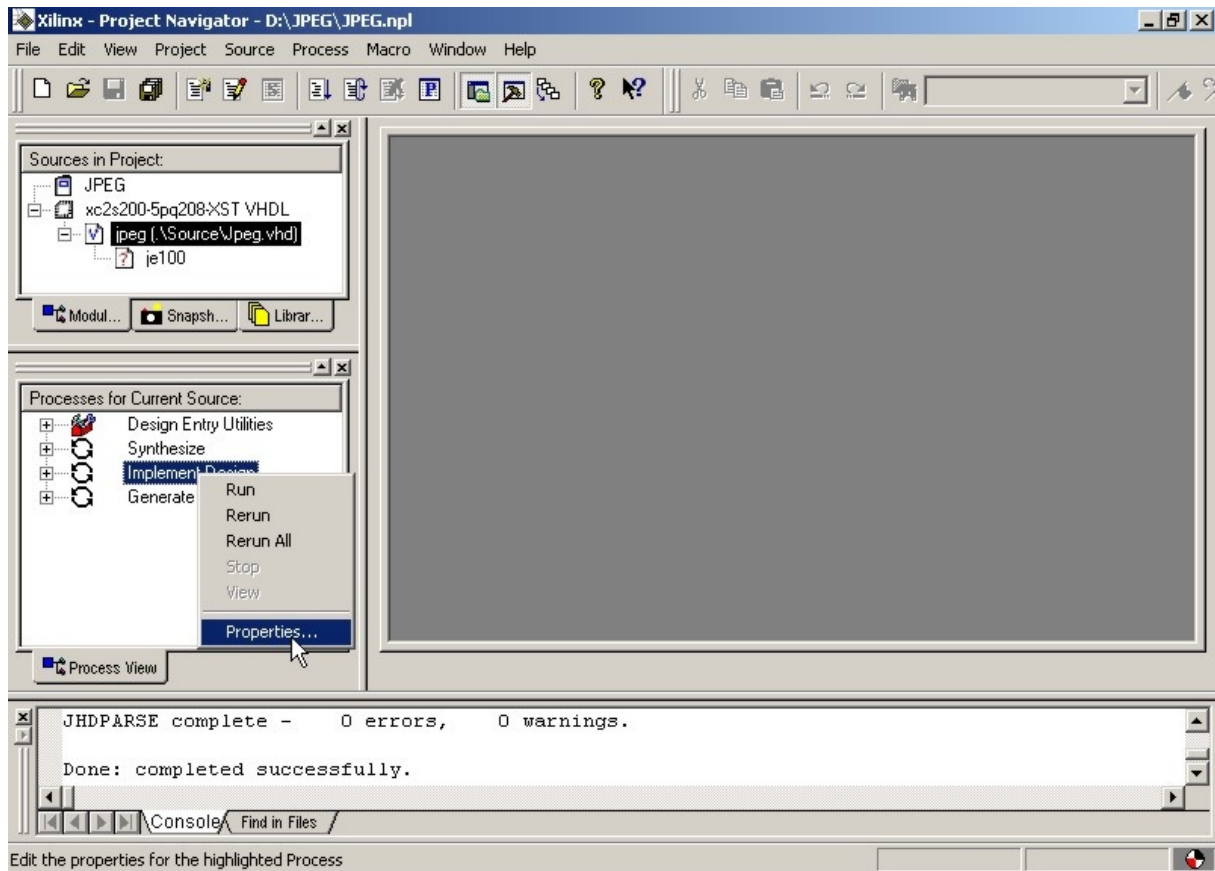 Xilinx - Project Navigator - D:\JPEG\JPEG.npl
File Edit View Project Source Process Macro Window Help
Sources in Project:
JPEG
xc2s200-5pq208-XST VHDL
jpeg (.\Source\Jpeg.vhd)
je100
Modul... Snapsh... Librar...
Processes for Current Source:
Design Entry Utilities
Synthesize
Implement Design
Generate
Run
Rerun
Rerun All
Stop
View
Properties...
Process View
JHDPARSE complete - 0 errors, 0 warnings.
Done: completed successfully.
Console Find in Files
Edit the properties for the highlighted Process